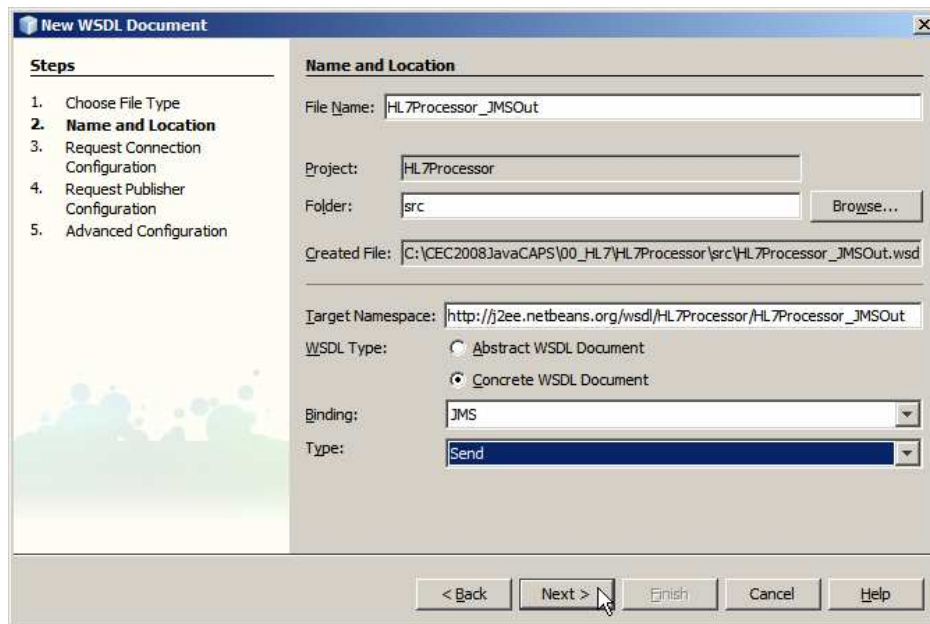 New WSDL Document
Steps
1. Choose File Type
2. Name and Location
3. Request Connection
Configuration
4. Request Publisher
Configuration
5. Advanced Configuration
Name and Location
File Name: HL7Processor_JMSOut
Project: HL7Processor
Folder: src Browse...
Created File: C:\CEC2008JavaCAPS\00_HL7\HL7Processor\src\HL7Processor_JMSOut.wsd
Target Namespace: http://j2ee.netbeans.org/wsdl/HL7Processor/HL7Processor_JMSOut
WSDL Type: Abstract WSDL Document
Concrete WSDL Document
Binding: JMS
Type: Send
< Back Next > Finish Cancel Help